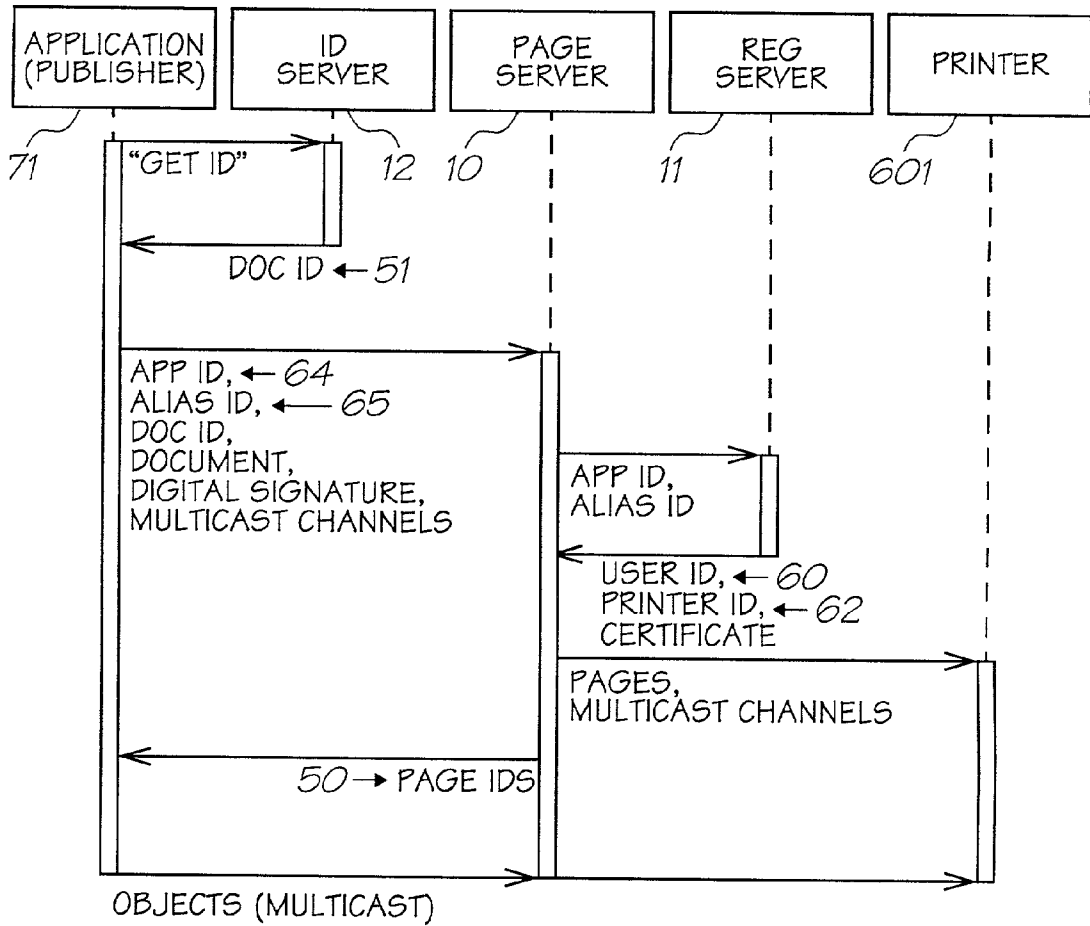 APPLICATION
(PUBLISHER)
ID
SERVER
PAGE
SERVER
REG
SERVER
PRINTER
71
12
10
11
601
"GET ID"
DOC ID ← 51
APP ID, ← 64
ALIAS ID, ← 65
DOC ID,
DOCUMENT,
DIGITAL SIGNATURE,
MULTICAST CHANNELS
APP ID,
ALIAS ID
USER ID, ← 60
PRINTER ID, ← 62
CERTIFICATE
PAGES,
MULTICAST CHANNELS
50 → PAGE IDS
OBJECTS (MULTICAST)